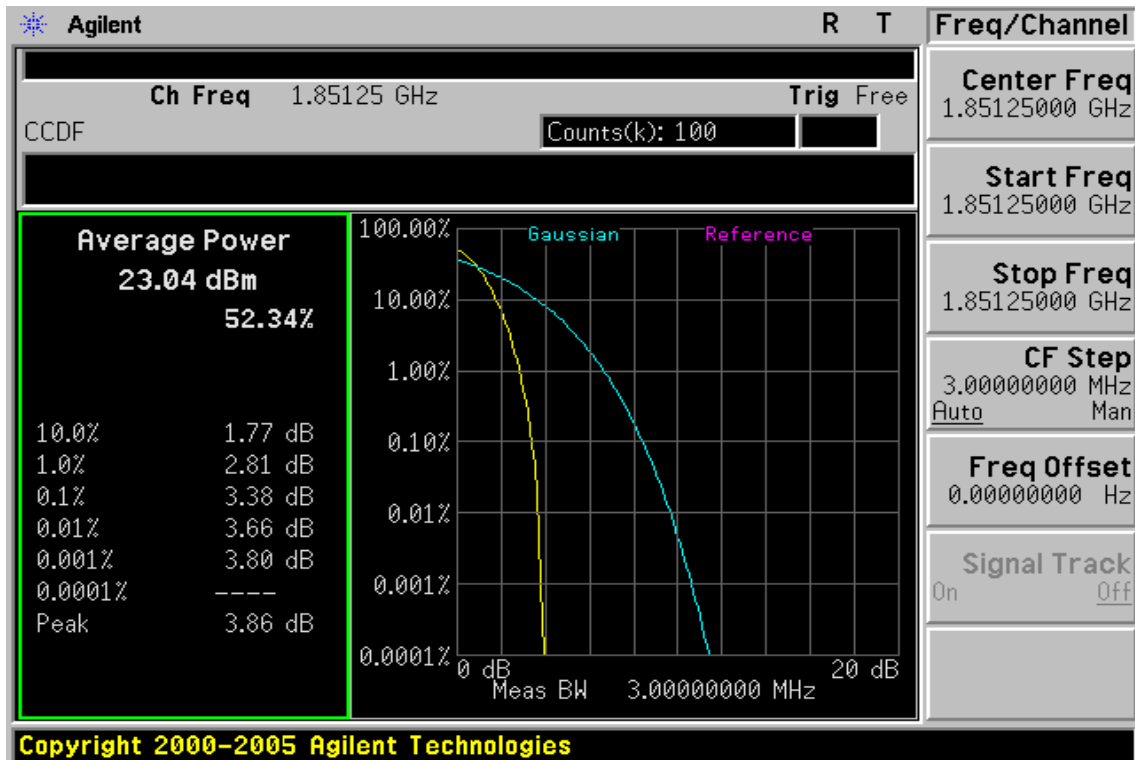 Agilent R T
Freq/Channel
Ch Freq 1.85125 GHz Trig Free
CCDF Counts(k): 100
Average Power
23.04 dBm
52.34%
10.0% 1.77 dB
1.0% 2.81 dB
0.1% 3.38 dB
0.01% 3.66 dB
0.001% 3.80 dB
0.0001% ----
Peak 3.86 dB
Gaussian Reference
100.00%
10.00%
1.00%
0.10%
0.01%
0.001%
0.0001%
0 dB 20 dB
Meas BW 3.00000000 MHz
Center Freq
1.85125000 GHz
Start Freq
1.85125000 GHz
Stop Freq
1.85125000 GHz
CF Step
3.00000000 MHz
Auto Man
Freq Offset
0.00000000 Hz
Signal Track
On Off
Copyright 2000-2005 Agilent Technologies